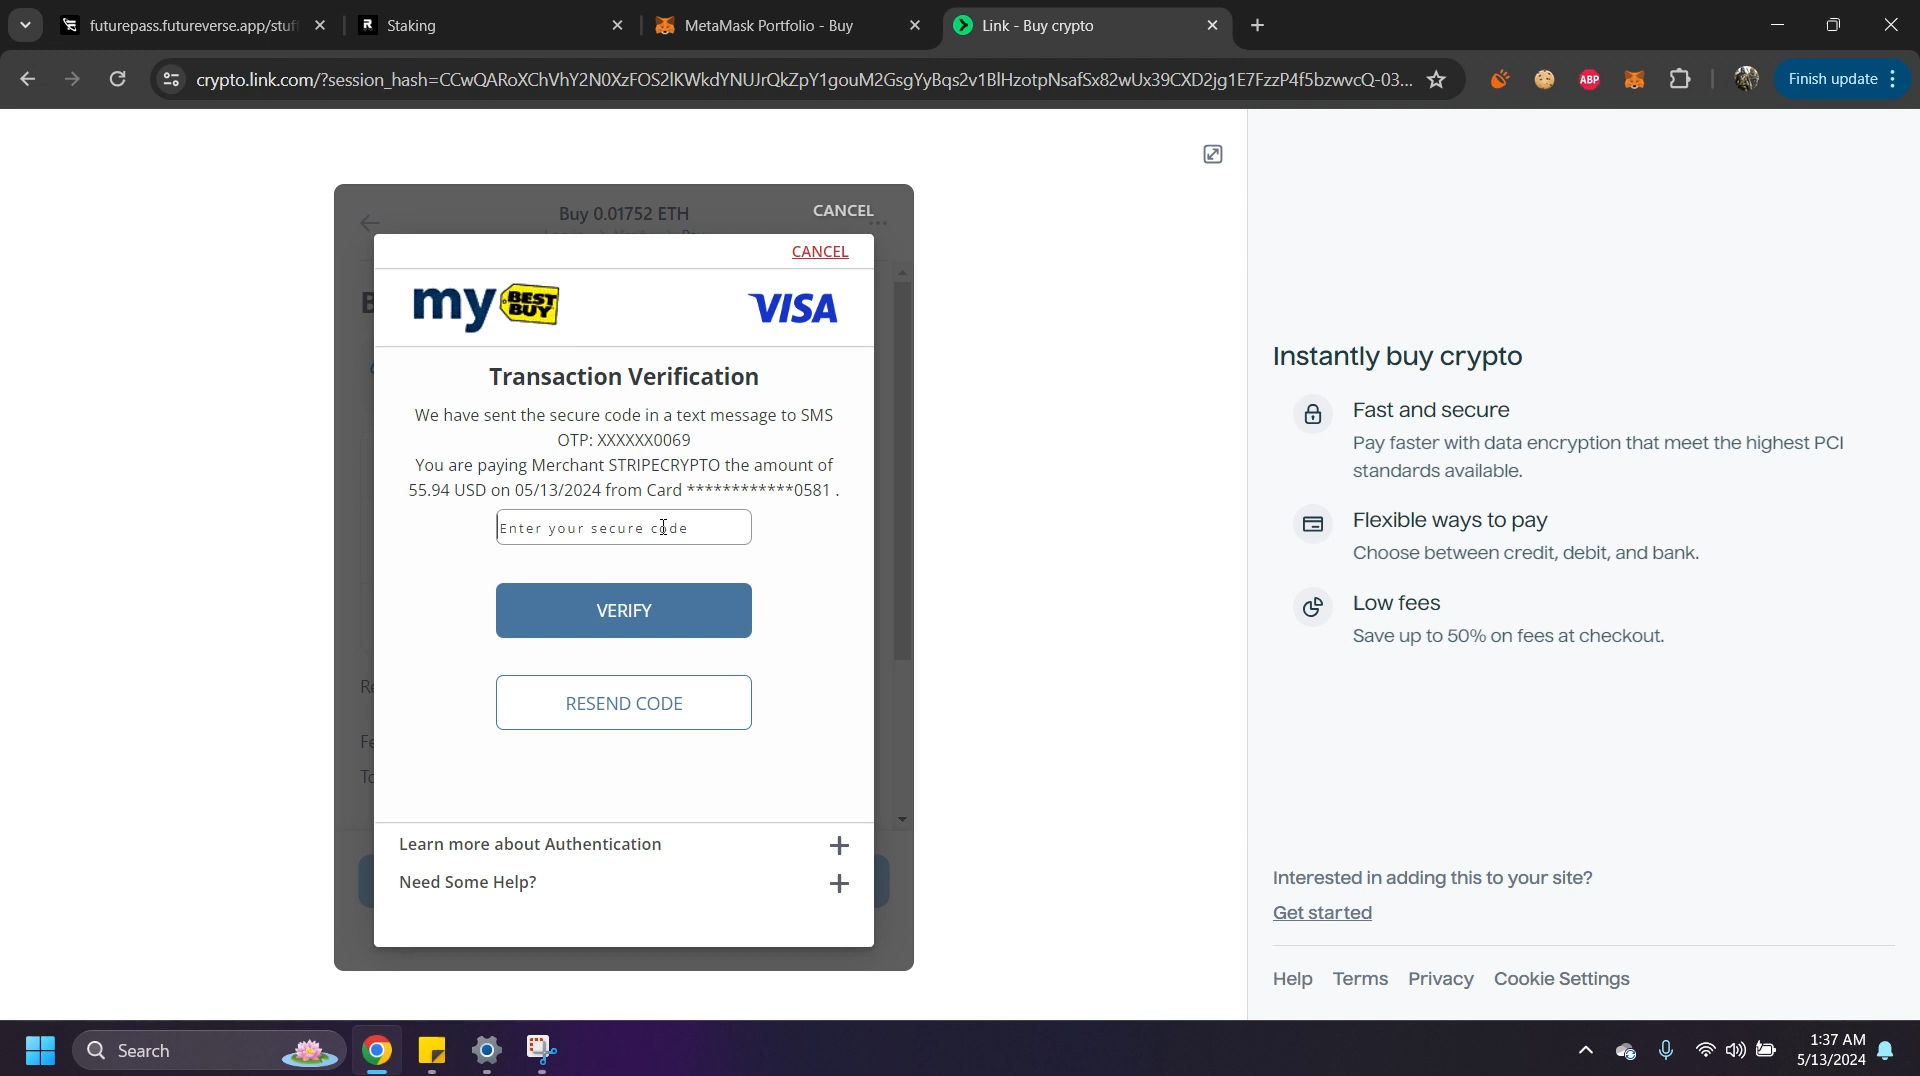 futurepass.futureverse.app/stuf
Staking
MetaMask Portfolio - Buy
Link - Buy crypto
crypto.link.com/?session_hash=CCwQARoXChVhY2N0XzFOS2lKWkdYNUJrQkZpY1gouM2GsgYyBqs2v1BlHzotpNsafSx82wUx39CXD2jg1E7FzzP4f5bzwvcQ-03...
ABP
Finish update
Buy 0.01752 ETH
CANCEL
CANCEL
my BEST BUY
VISA
Transaction Verification
We have sent the secure code in a text message to SMS
OTP: XXXXXX0069
You are paying Merchant STRIPECRYPTO the amount of
55.94 USD on 05/13/2024 from Card ************0581 .
Enter your secure code
VERIFY
RESEND CODE
Learn more about Authentication
Need Some Help?
Instantly buy crypto
Fast and secure
Pay faster with data encryption that meet the highest PCI
standards available.
Flexible ways to pay
Choose between credit, debit, and bank.
Low fees
Save up to 50% on fees at checkout.
Interested in adding this to your site?
Get started
Help Terms Privacy Cookie Settings
Search
1:37 AM
5/13/2024